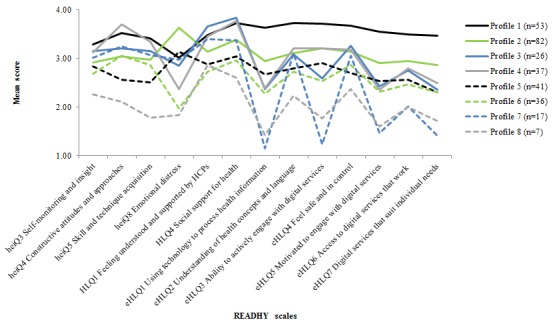 4.00
3.00
2.00
1.00
Mean score
Profile 1 (n=53)
Profile 2 (n=82)
Profile 3 (n=26)
Profile 4 (n=37)
Profile 5 (n=41)
Profile 6 (n=36)
Profile 7 (n=17)
Profile 8 (n=7)
heiQ3 Self-monitoring and insight
heiQ4 Constructive attitudes and approaches
heiQ5 Skill and technique acquisition
heiQ8 Emotional distress
HLQ1 Feeling understood and supported by HCPs
HLQ4 Social support for health
eHLQ1 Using technology to process health information
eHLQ2 Understanding of health concepts and language
eHLQ3 Ability to actively engage with digital services
eHLQ4 Feel safe and in control
eHLQ5 Motivated to engage with digital services
eHLQ6 Access to digital services that work
eHLQ7 Digital services that suit individual needs
READHY scales